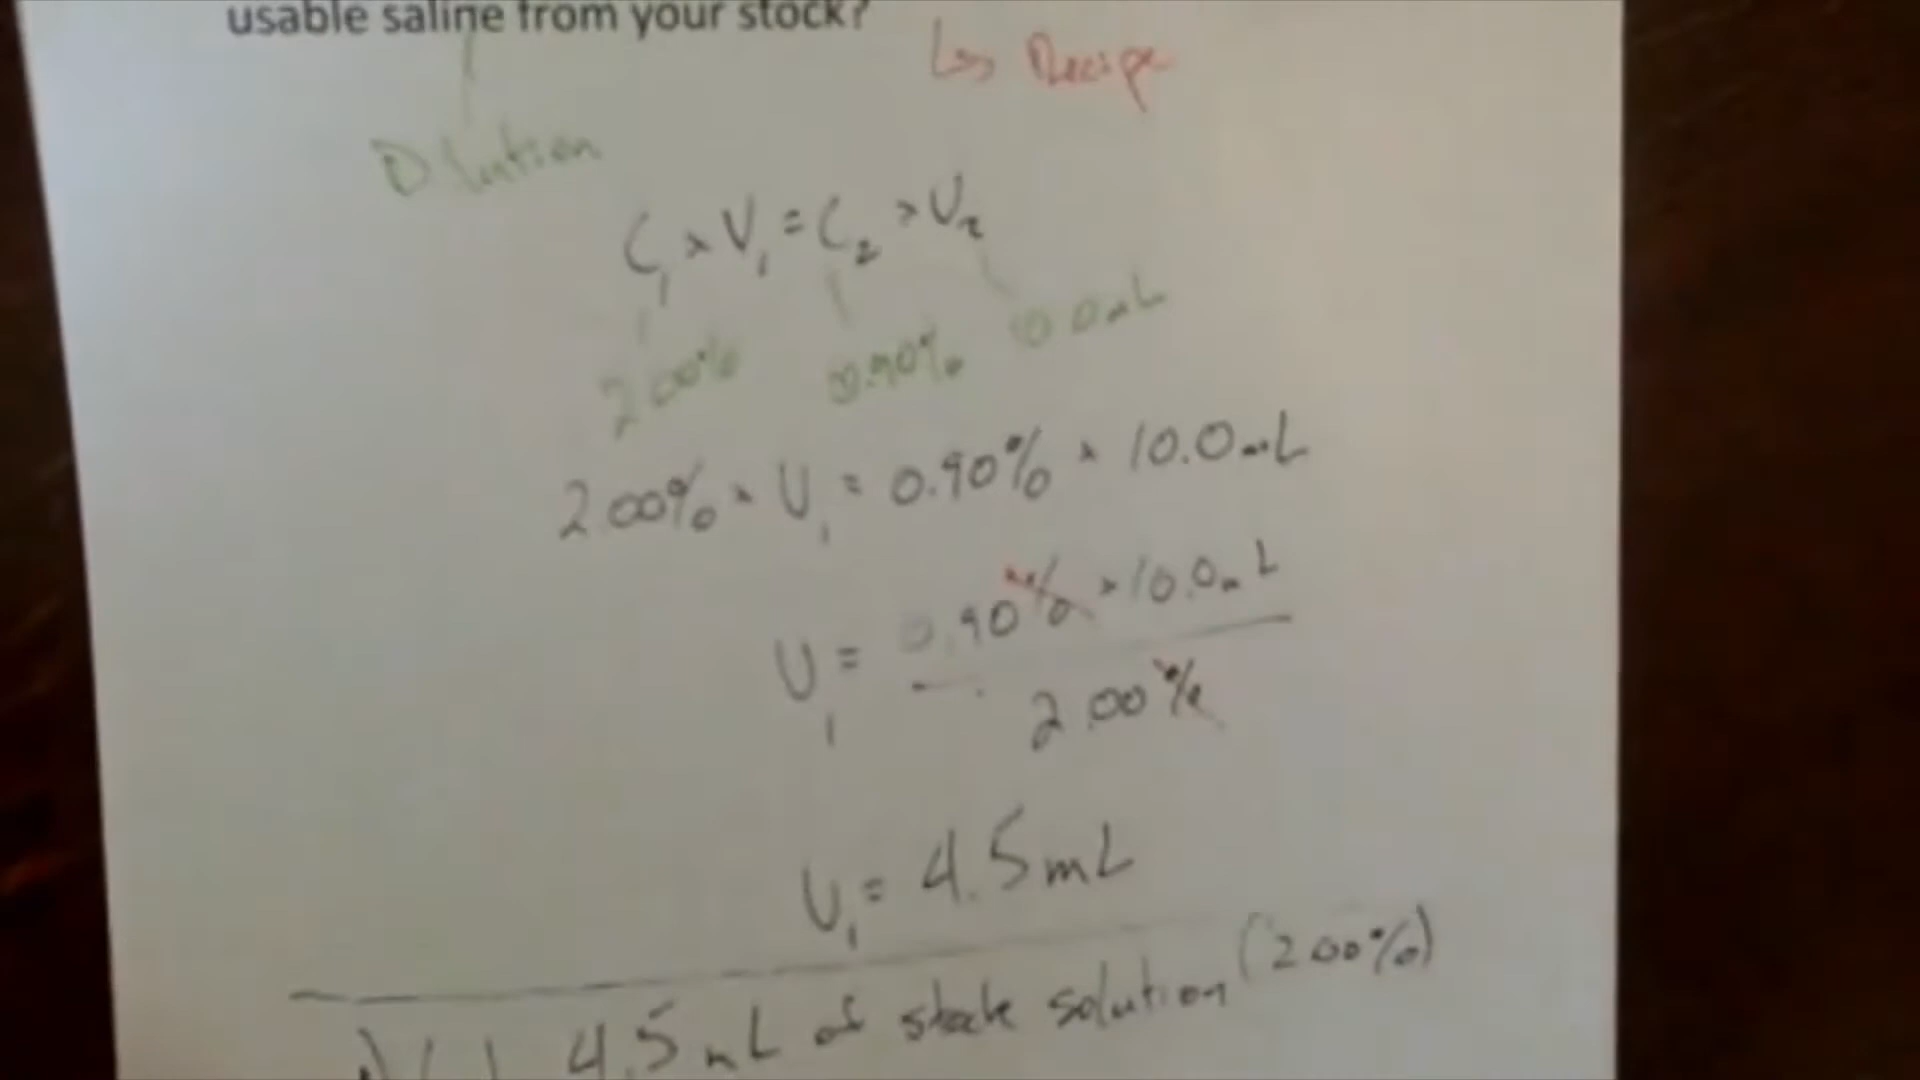 usable saline from your stock?
Recipe
Dilution
C₁ × V₁ = C₂ × V₂
2.00% 0.90% 10.0mL
2.00% × V₁ = 0.90% × 10.0mL
V₁ = 0.90% × 10.0mL
2.00%
V₁ = 4.5mL
4.5mL of stock solution (2.00%)